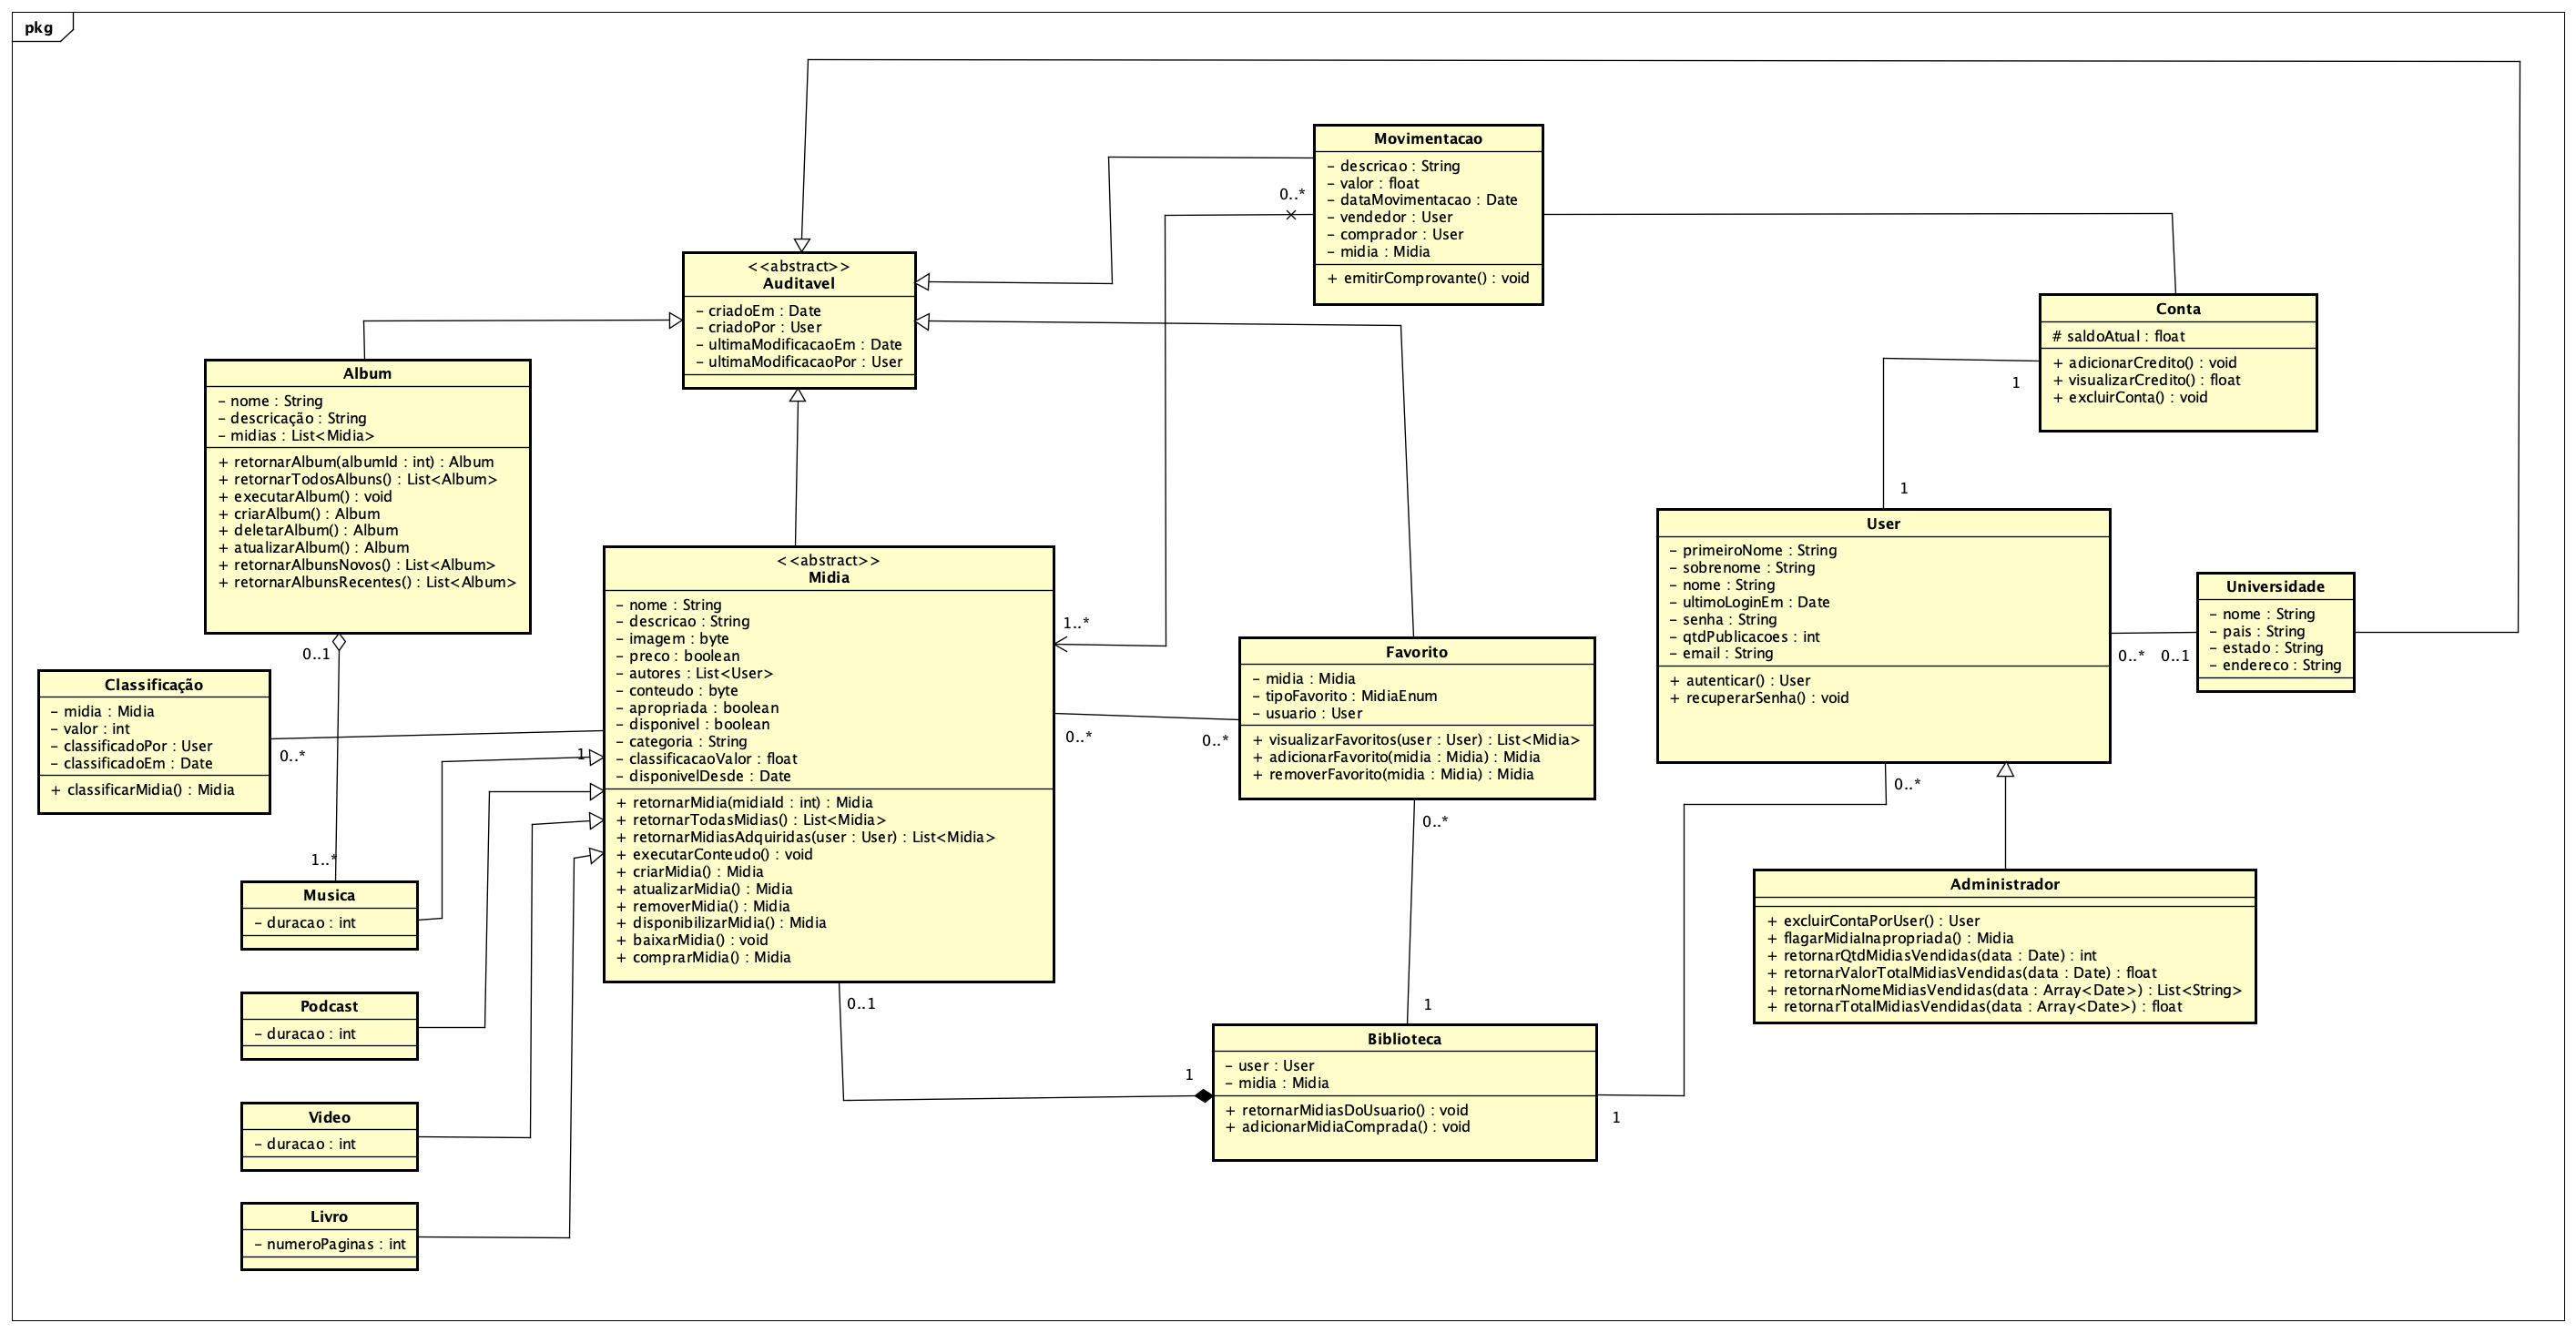 pkg
Movimentacao
– descricao : String
– valor : float
– dataMovimentacao : Date
– vendedor : User
– comprador : User
– midia : Midia
+ emitirComprovante() : void
0..*
<<abstract>>
Auditavel
– criadoEm : Date
– criadoPor : User
– ultimaModificacaoEm : Date
– ultimaModificacaoPor : User
Conta
# saldoAtual : float
+ adicionarCredito() : void
+ visualizarCredito() : float
+ excluirConta() : void
1
1
Album
– nome : String
– descricação : String
– midias : List<Midia>
+ retornarAlbum(albumId : int) : Album
+ retornarTodosAlbuns() : List<Album>
+ executarAlbum() : void
+ criarAlbum() : Album
+ deletarAlbum() : Album
+ atualizarAlbum() : Album
+ retornarAlbunsNovos() : List<Album>
+ retornarAlbunsRecentes() : List<Album>
0..1
<<abstract>>
Midia
– nome : String
– descricao : String
– imagem : byte
– preco : boolean
– autores : List<User>
– conteudo : byte
– apropriada : boolean
– disponivel : boolean
– categoria : String
– classificacaoValor : float
– disponivelDesde : Date
+ retornarMidia(midiaId : int) : Midia
+ retornarTodasMidias() : List<Midia>
+ retornarMidiasAdquiridas(user : User) : List<Midia>
+ executarConteudo() : void
+ criarMidia() : Midia
+ atualizarMidia() : Midia
+ removerMidia() : Midia
+ disponibilizarMidia() : Midia
+ baixarMidia() : void
+ comprarMidia() : Midia
1..*
0..*
0..*
0..1
1
User
– primeiroNome : String
– sobrenome : String
– nome : String
– ultimoLoginEm : Date
– senha : String
– qtdPublicacoes : int
– email : String
+ autenticar() : User
+ recuperarSenha() : void
0..*
0..1
0..*
Universidade
– nome : String
– pais : String
– estado : String
– endereco : String
Favorito
– midia : Midia
– tipoFavorito : MidiaEnum
– usuario : User
+ visualizarFavoritos(user : User) : List<Midia>
+ adicionarFavorito(midia : Midia) : Midia
+ removerFavorito(midia : Midia) : Midia
0..*
Classificação
– midia : Midia
– valor : int
– classificadoPor : User
– classificadoEm : Date
+ classificarMidia() : Midia
0..*
1..*
Musica
– duracao : int
Administrador
+ excluirContaPorUser() : User
+ flagarMidiaInapropriada() : Midia
+ retornarQtdMidiasVendidas(data : Date) : int
+ retornarValorTotalMidiasVendidas(data : Date) : float
+ retornarNomeMidiasVendidas(data : Array<Date>) : List<String>
+ retornarTotalMidiasVendidas(data : Array<Date>) : float
Podcast
– duracao : int
1
1
Biblioteca
– user : User
– midia : Midia
+ retornarMidiasDoUsuario() : void
+ adicionarMidiaComprada() : void
1
Video
– duracao : int
Livro
– numeroPaginas : int